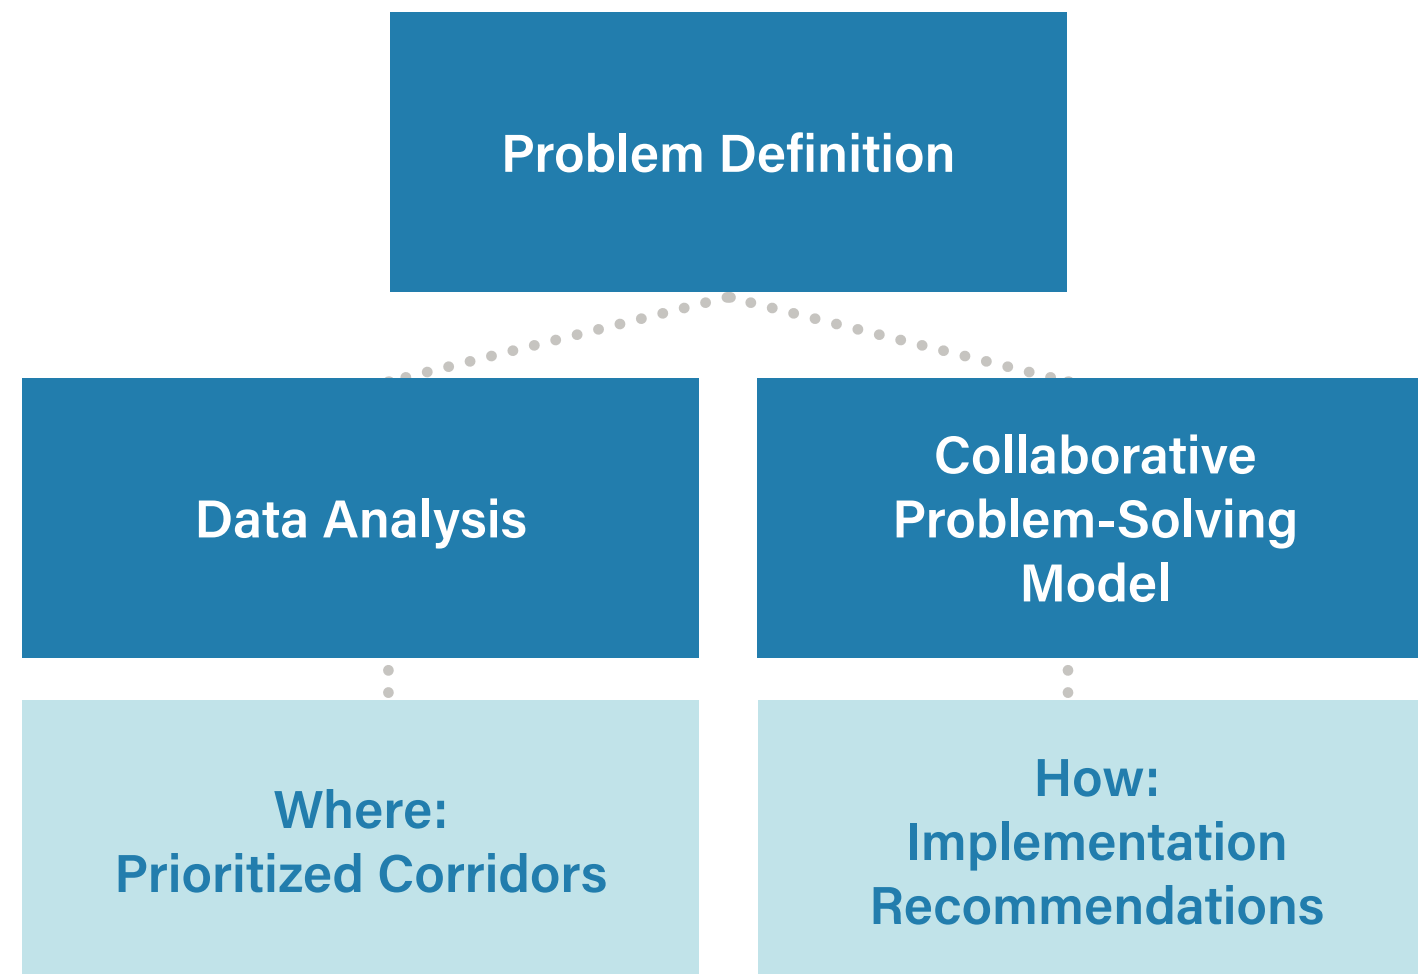 Problem Definition
Data Analysis
Collaborative
Problem-Solving
Model
Where:
Prioritized Corridors
How:
Implementation
Recommendations